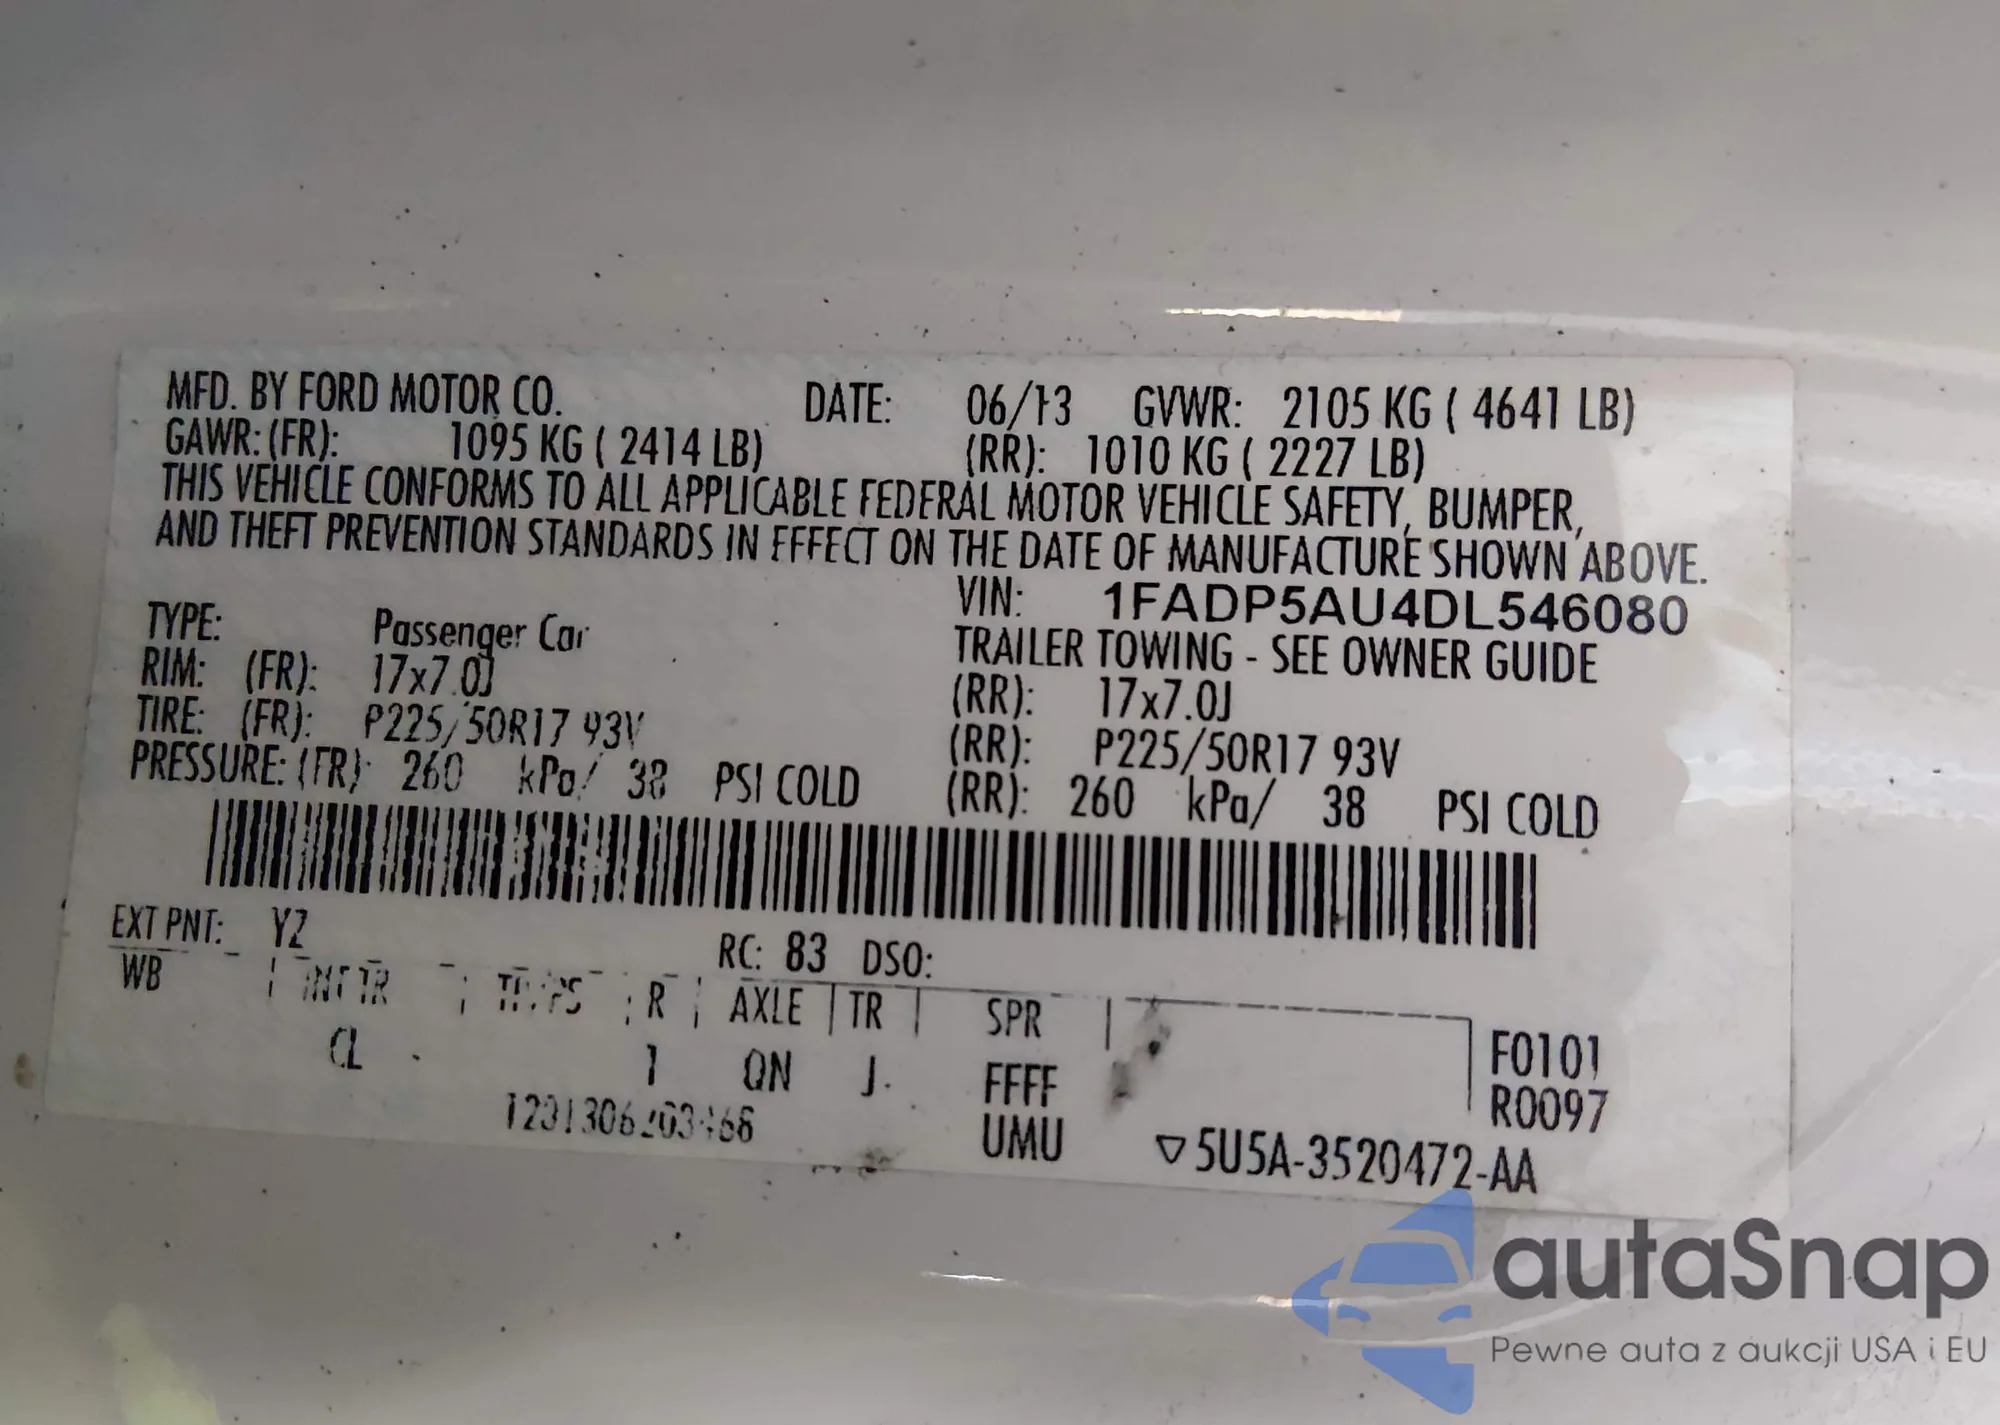 MFD. BY FORD MOTOR CO. DATE: 06/13 GVWR: 2105 KG ( 4641 LB)
GAWR: (FR): 1095 KG ( 2414 LB) (RR): 1010 KG ( 2227 LB)
THIS VEHICLE CONFORMS TO ALL APPLICABLE FEDERAL MOTOR VEHICLE SAFETY, BUMPER,
AND THEFT PREVENTION STANDARDS IN EFFECT ON THE DATE OF MANUFACTURE SHOWN ABOVE.
VIN: 1FADP5AU4DL546080
TYPE: Passenger Car TRAILER TOWING - SEE OWNER GUIDE
RIM: (FR): 17x7.0J (RR): 17x7.0J
TIRE: (FR): P225/50R17 93V (RR): P225/50R17 93V
PRESSURE: (FR): 260 kPa/ 38 PSI COLD (RR): 260 kPa/ 38 PSI COLD
EXT PNT: YZ RC: 83 DSO:
WB INT TR R AXLE TR SPR
CL 1 QN J FFFF F0101
R0097
UMU ▽5U5A-3520472-AA
autaSnap
Pewne auta z aukcji USA i EU